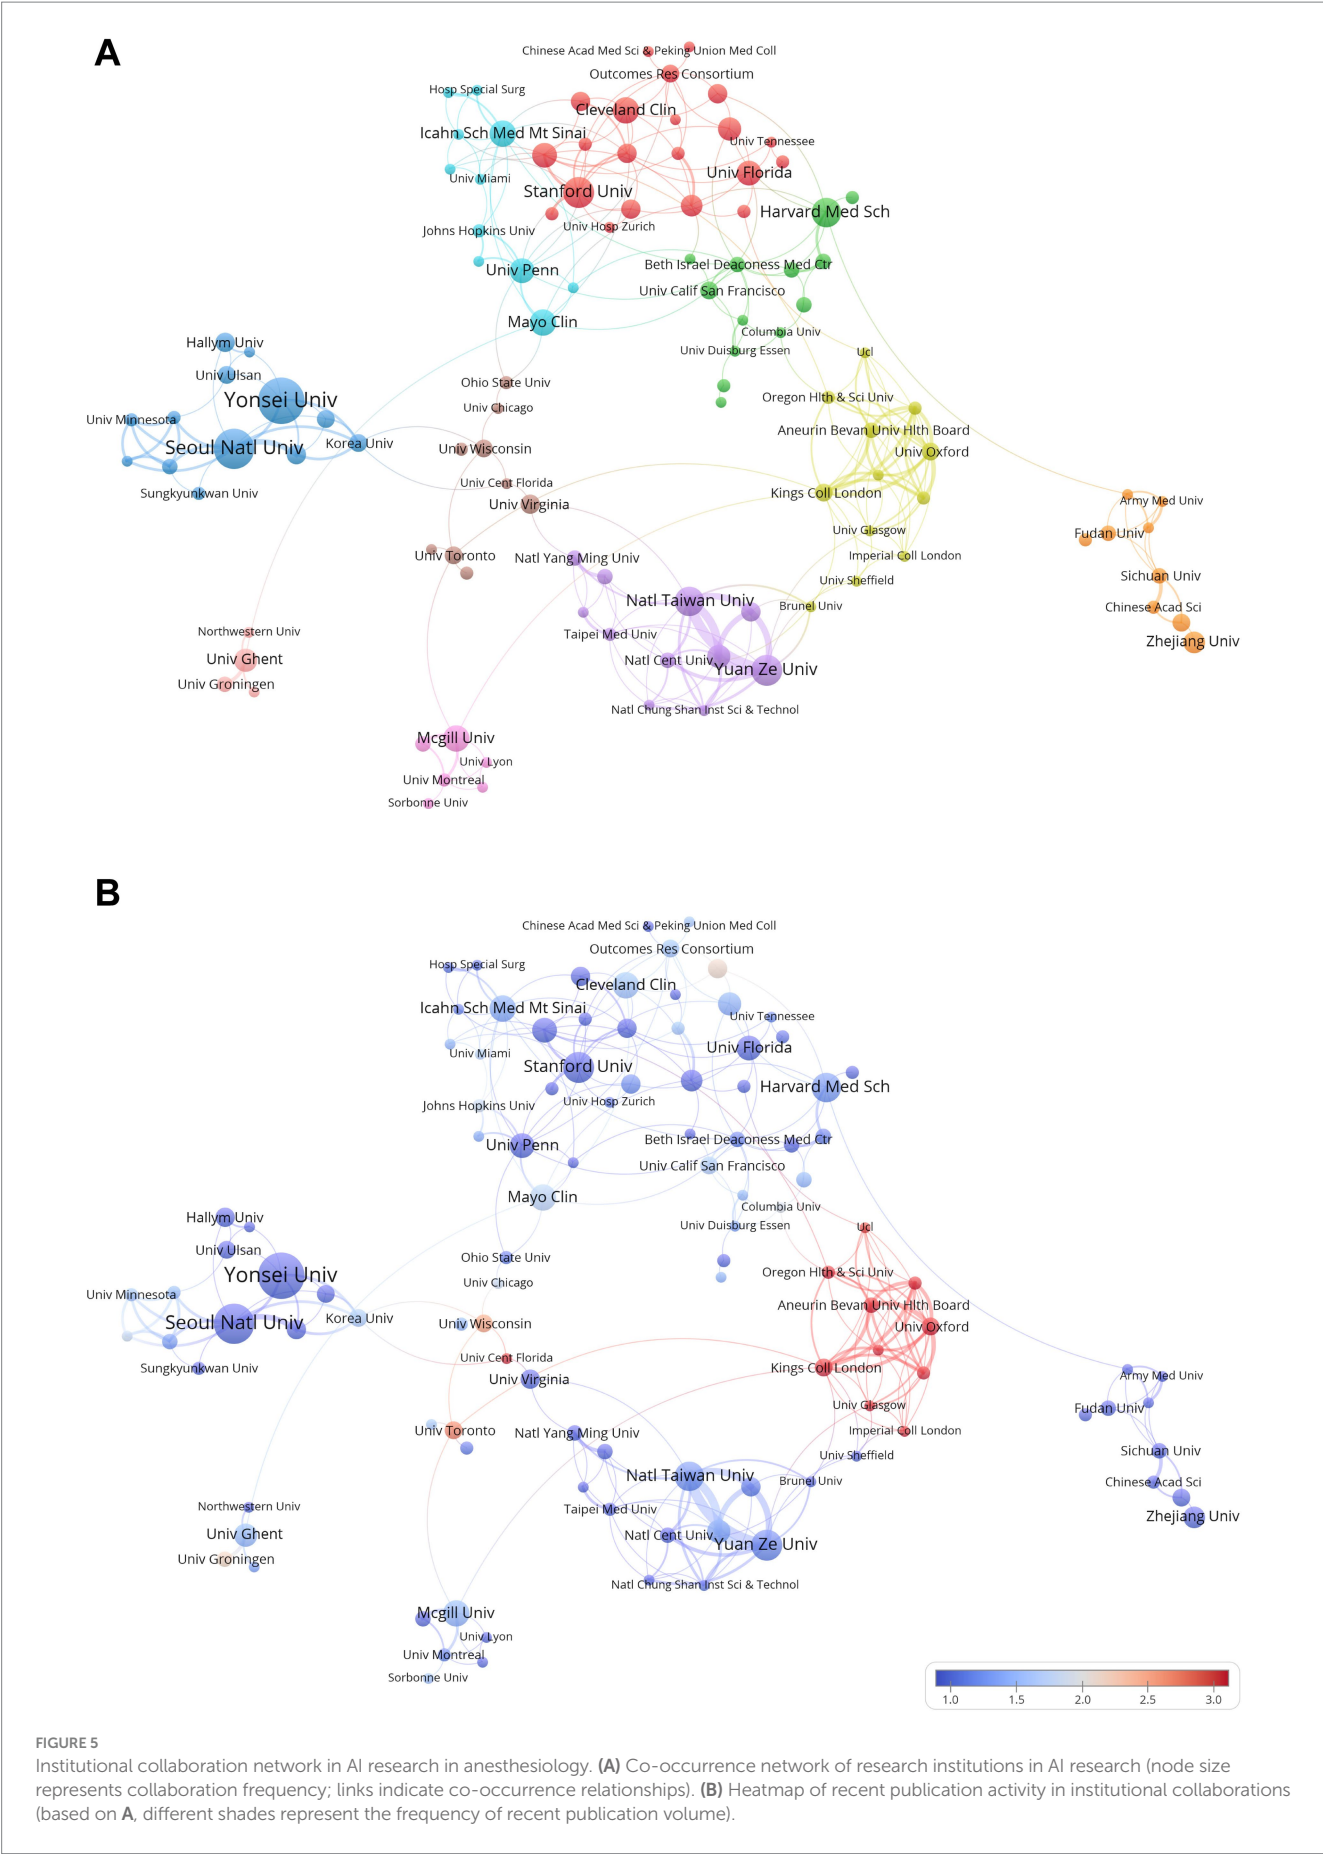 A
Chinese Acad Med Sci & Peking Union Med Coll
Outcomes Res Consortium
Hosp Special Surg
Cleveland Clin
Icahn Sch Med Mt Sinai
Univ Tennessee
Univ Florida
Univ Miami
Stanford Univ
Harvard Med Sch
Univ Hosp Zurich
Johns Hopkins Univ
Beth Israel Deaconess Med Ctr
Univ Penn
Univ Calif San Francisco
Mayo Clin
Columbia Univ
Hallym Univ
Univ Duisburg Essen
Ucl
Univ Ulsan
Ohio State Univ
Oregon Hlth & Sci Univ
Yonsei Univ
Univ Chicago
Univ Minnesota
Aneurin Bevan Univ Hlth Board
Korea Univ
Seoul Natl Univ
Univ Wisconsin
Univ Oxford
Univ Cent Florida
Sungkyunkwan Univ
Kings Coll London
Army Med Univ
Univ Virginia
Univ Glasgow
Fudan Univ
Univ Toronto
Natl Yang Ming Univ
Imperial Coll London
Sichuan Univ
Univ Sheffield
Natl Taiwan Univ
Brunel Univ
Chinese Acad Sci
Northwestern Univ
Taipei Med Univ
Zhejiang Univ
Univ Ghent
Natl Cent Univ
Yuan Ze Univ
Univ Groningen
Natl Chung Shan Inst Sci & Technol
Mcgill Univ
Univ Lyon
Univ Montreal
Sorbonne Univ
B
Chinese Acad Med Sci & Peking Union Med Coll
Outcomes Res Consortium
Hosp Special Surg
Cleveland Clin
Icahn Sch Med Mt Sinai
Univ Tennessee
Univ Florida
Univ Miami
Stanford Univ
Harvard Med Sch
Univ Hosp Zurich
Johns Hopkins Univ
Beth Israel Deaconess Med Ctr
Univ Penn
Univ Calif San Francisco
Mayo Clin
Columbia Univ
Hallym Univ
Univ Duisburg Essen
Ucl
Univ Ulsan
Ohio State Univ
Oregon Hlth & Sci Univ
Yonsei Univ
Univ Chicago
Univ Minnesota
Aneurin Bevan Univ Hlth Board
Korea Univ
Seoul Natl Univ
Univ Wisconsin
Univ Oxford
Univ Cent Florida
Sungkyunkwan Univ
Kings Coll London
Army Med Univ
Univ Virginia
Univ Glasgow
Fudan Univ
Univ Toronto
Natl Yang Ming Univ
Imperial Coll London
Sichuan Univ
Univ Sheffield
Natl Taiwan Univ
Brunel Univ
Chinese Acad Sci
Northwestern Univ
Taipei Med Univ
Zhejiang Univ
Univ Ghent
Natl Cent Univ
Yuan Ze Univ
Univ Groningen
Natl Chung Shan Inst Sci & Technol
Mcgill Univ
Univ Lyon
Univ Montreal
Sorbonne Univ
1.0 1.5 2.0 2.5 3.0
FIGURE 5
Institutional collaboration network in AI research in anesthesiology. (A) Co-occurrence network of research institutions in AI research (node size
represents collaboration frequency; links indicate co-occurrence relationships). (B) Heatmap of recent publication activity in institutional collaborations
(based on A, different shades represent the frequency of recent publication volume).